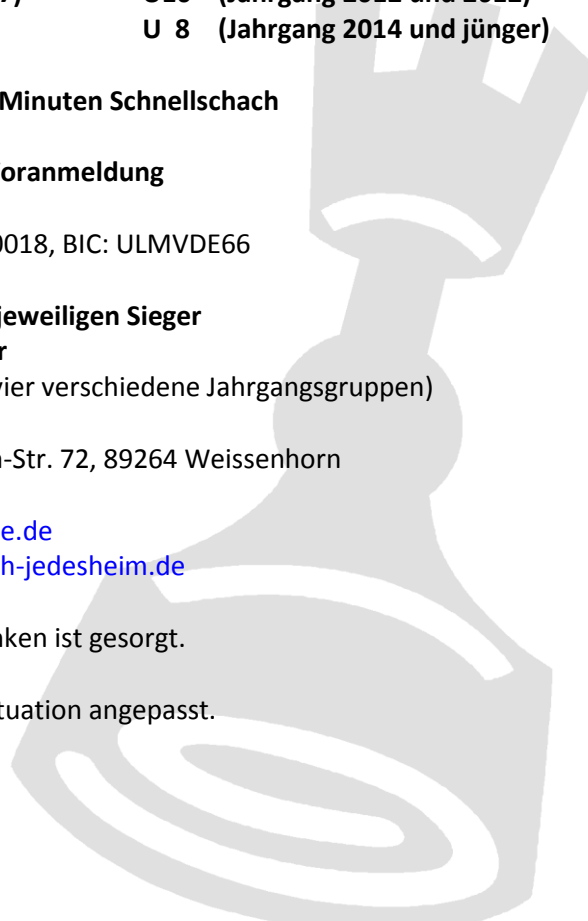 U 8 (Jahrgang 2014 und jünger)
Minuten Schnellschach
oranmeldung
0018, BIC: ULMVDE66
jeweiligen Sieger
r
vier verschiedene Jahrgangsgruppen)
-Str. 72, 89264 Weissenhorn
e.de
h-jedesheim.de
nken ist gesorgt.
tuation angepasst.